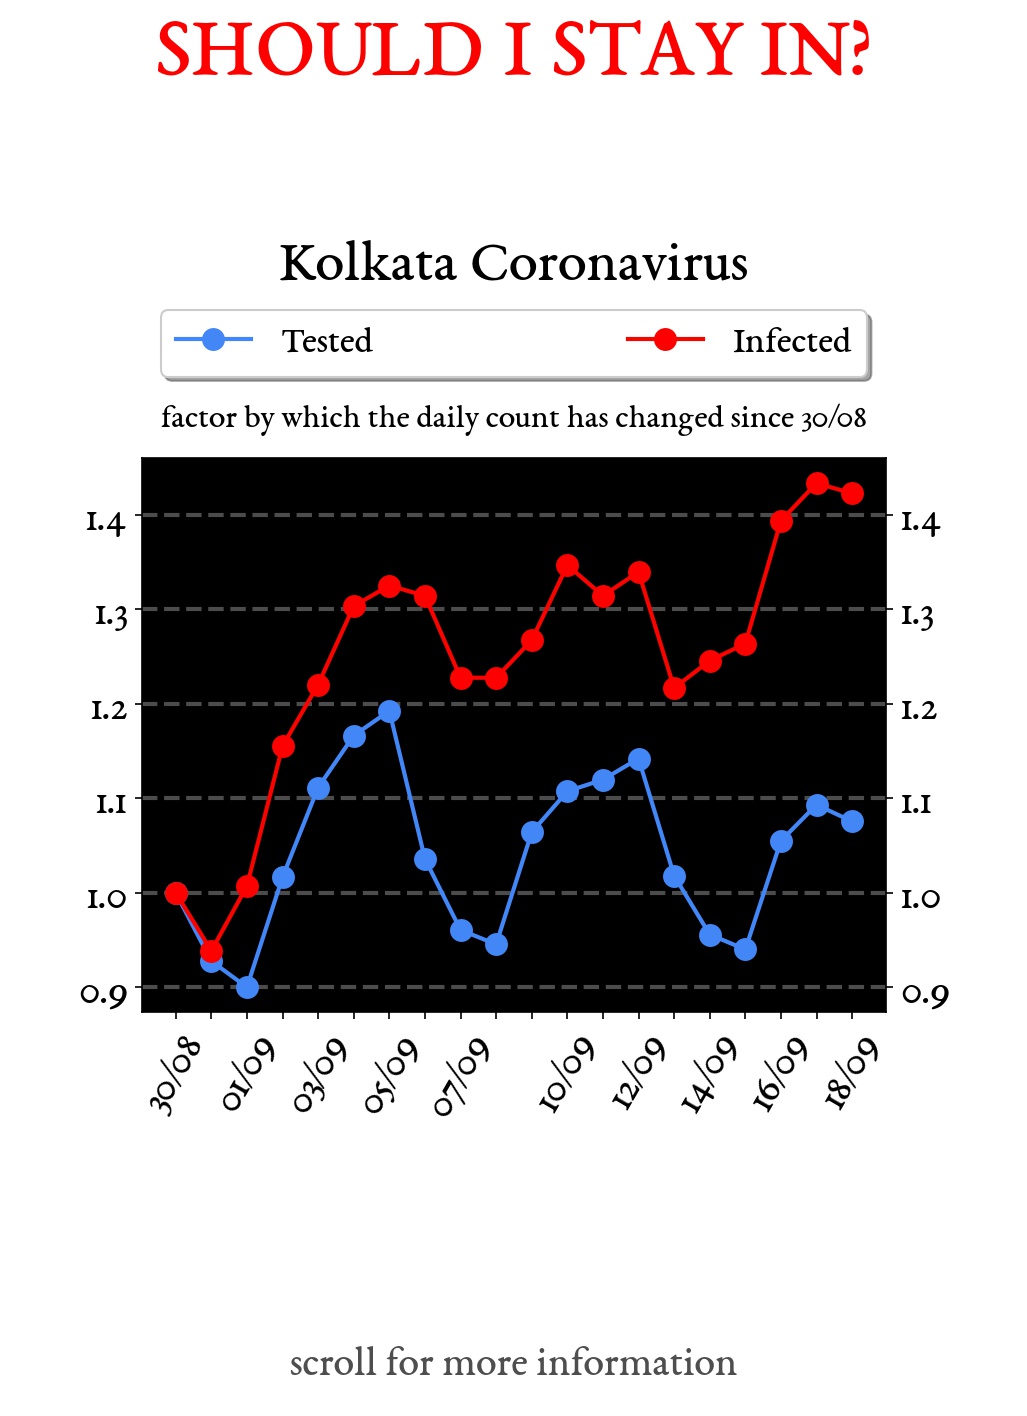 SHOULD I STAY IN?
Kolkata Coronavirus
Tested Infected
factor by which the daily count has changed since 30/08
1.4 1.4
1.3 1.3
1.2 1.2
1.1 1.1
1.0 1.0
0.9 0.9
30/08 01/09 03/09 05/09 07/09 10/09 12/09 14/09 16/09 18/09
scroll for more information